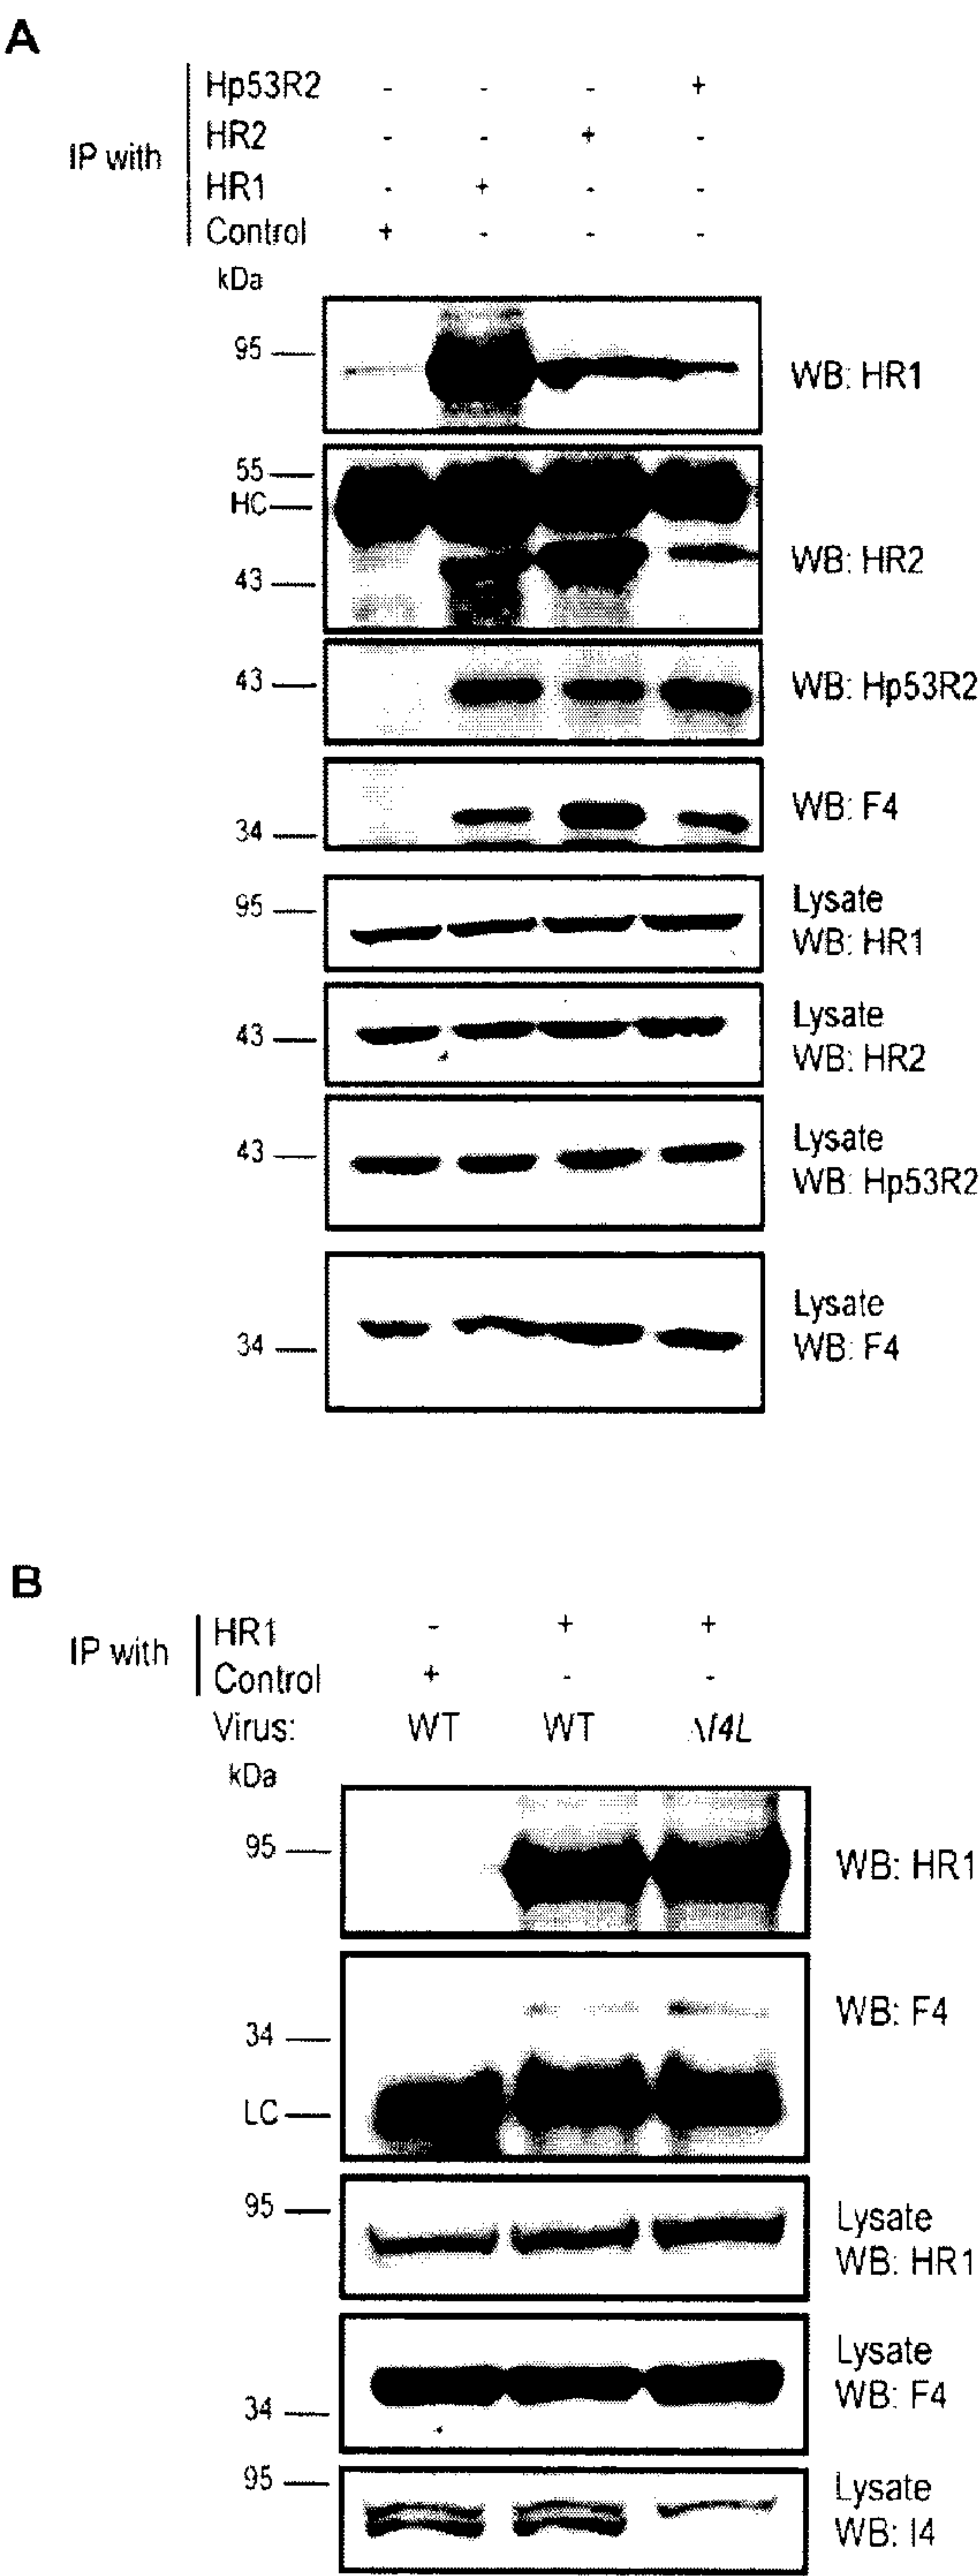 A
Hp53R2 - - - +
HR2 - - + -
IP with
HR1 - + - -
Control + - - -
kDa
95
WB: HR1
55
HC
43
WB: HR2
43
WB: Hp53R2
34
WB: F4
95
Lysate
WB: HR1
43
Lysate
WB: HR2
43
Lysate
WB: Hp53R2
34
Lysate
WB: F4
B
IP with
HR1 - + +
Control + - -
Virus: WT WT ΔI4L
kDa
95
WB: HR1
34
LC
WB: F4
95
Lysate
WB: HR1
34
Lysate
WB: F4
95
Lysate
WB: I4